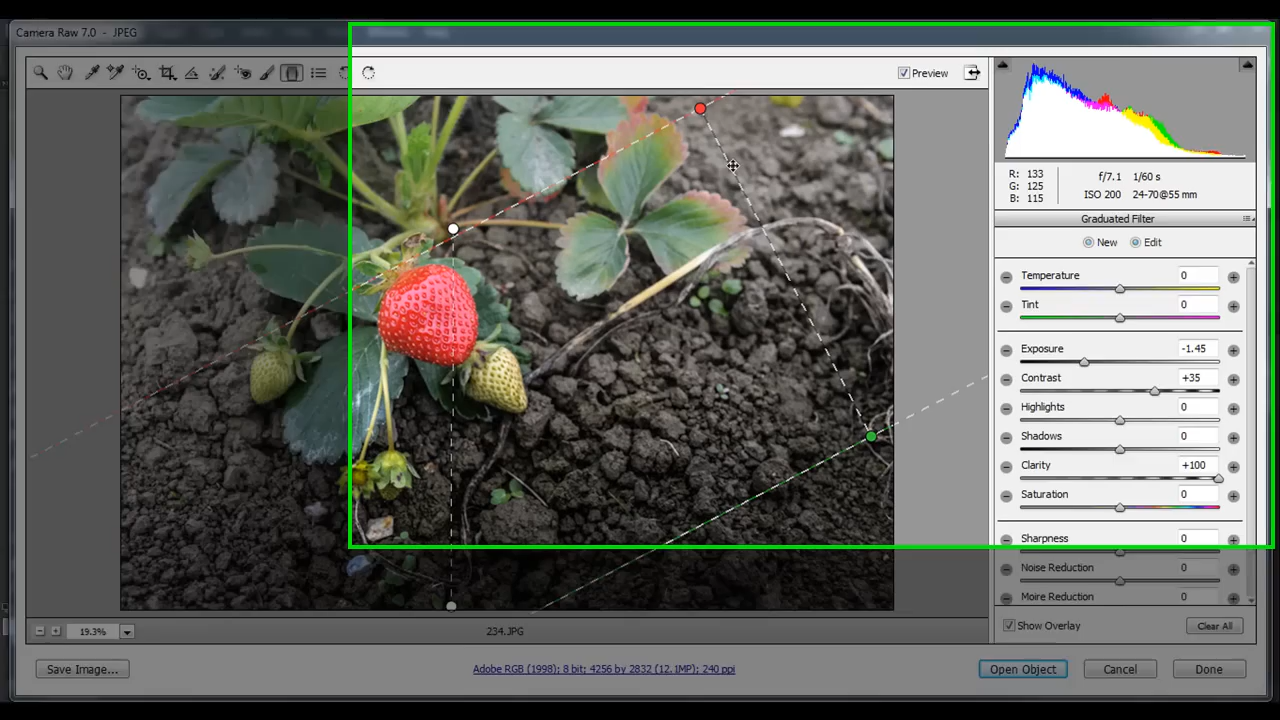 Camera Raw 7.0 - JPEG
Preview
R: 133
G: 125
B: 115
f/7.1 1/60 s
ISO 200 24-70@55 mm
Graduated Filter
New Edit
Temperature 0
Tint 0
Exposure -1.45
Contrast +35
Highlights 0
Shadows 0
Clarity +100
Saturation 0
Sharpness 0
Noise Reduction 0
Moire Reduction 0
19.3% 234.JPG Show Overlay Clear All
Save Image... Adobe RGB (1998); 8 bit; 4256 by 2832 (12.1MP); 240 ppi Open Object Cancel Done